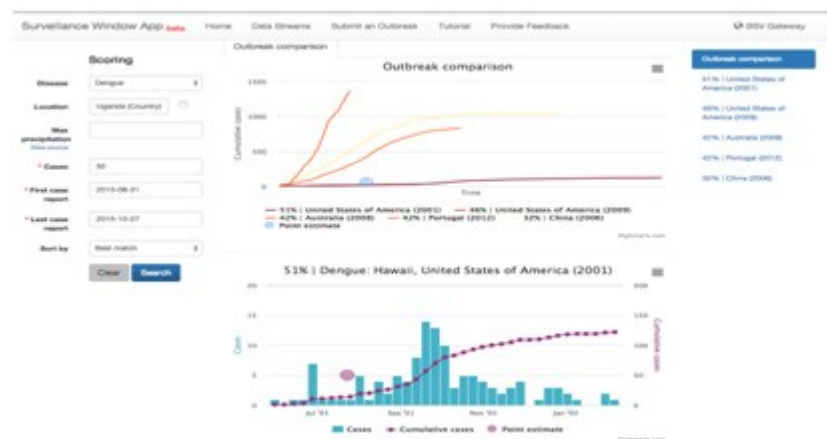 Surveillance Window App beta Home Data Streams Submit an Outbreak Tutorial Provide Feedback BSV Gateway
Scoring
Disease Dengue
Location Uganda (Country)
Max precipitation
Data source
* Cases 50
* First case report 2015-08-31
* Last case report 2015-10-27
Sort by Best match
Clear Search
Outbreak comparison
Outbreak comparison
Cumulative cases
1500
1000
500
0
Time
51% | United States of America (2001) 46% | United States of America (2009)
42% | Australia (2008) 42% | Portugal (2012) 32% | China (2006)
Point estimate
Highcharts.com
51% | Dengue: Hawaii, United States of America (2001)
Cases
20
15
10
5
0
Cumulative cases
200
150
100
50
0
Jul '01 Sep '01 Nov '01 Jan '02
Cases Cumulative cases Point estimate
Outbreak comparison
51% | United States of America (2001)
46% | United States of America (2009)
42% | Australia (2008)
42% | Portugal (2012)
32% | China (2006)